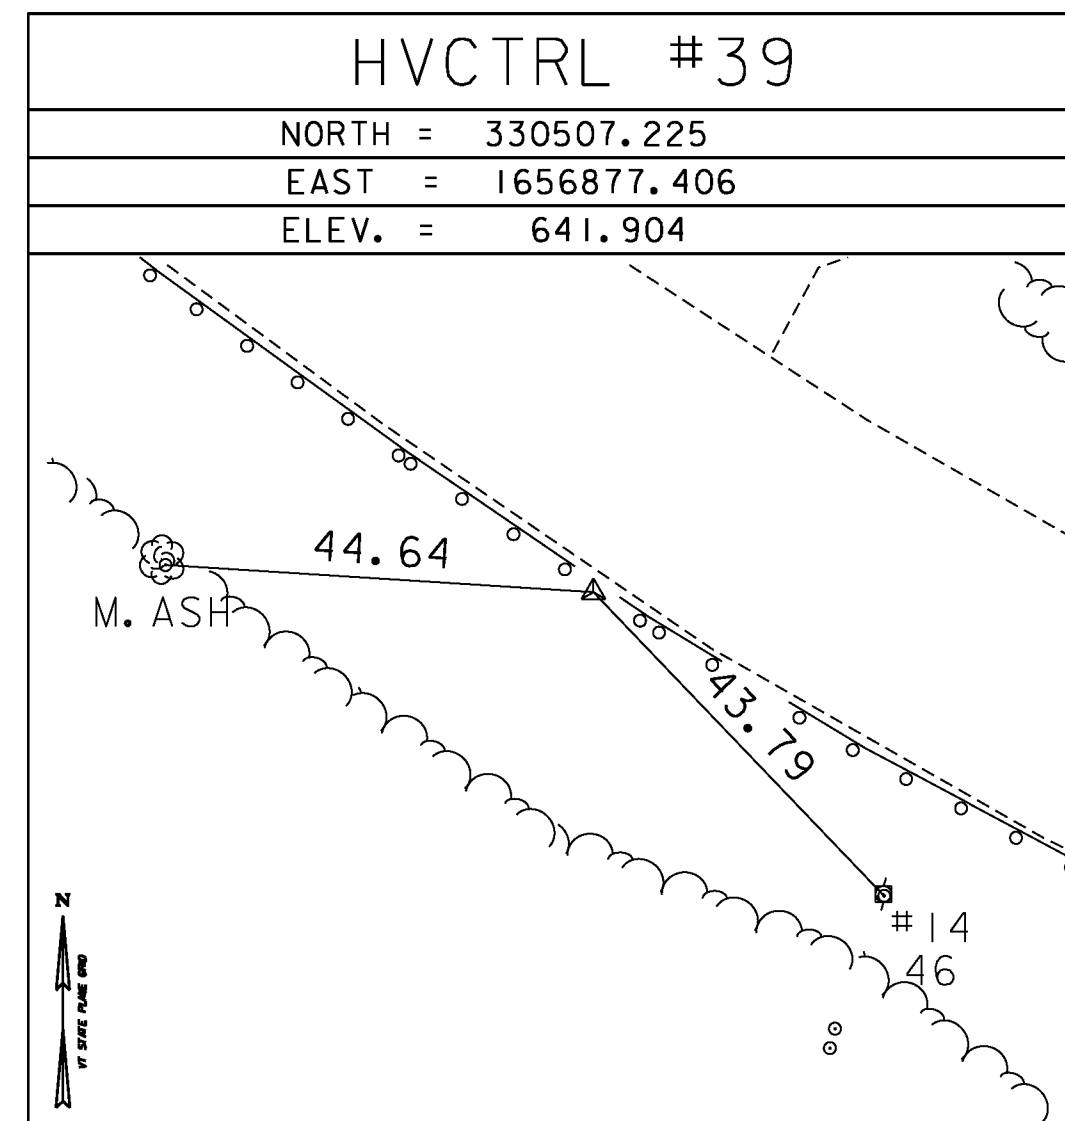 HVCTRL #39
NORTH = 330507.225
EAST = 1656877.406
ELEV. = 641.904
44.64
M. ASH
43.79
#14
46
N
VT STATE PLANE GRID